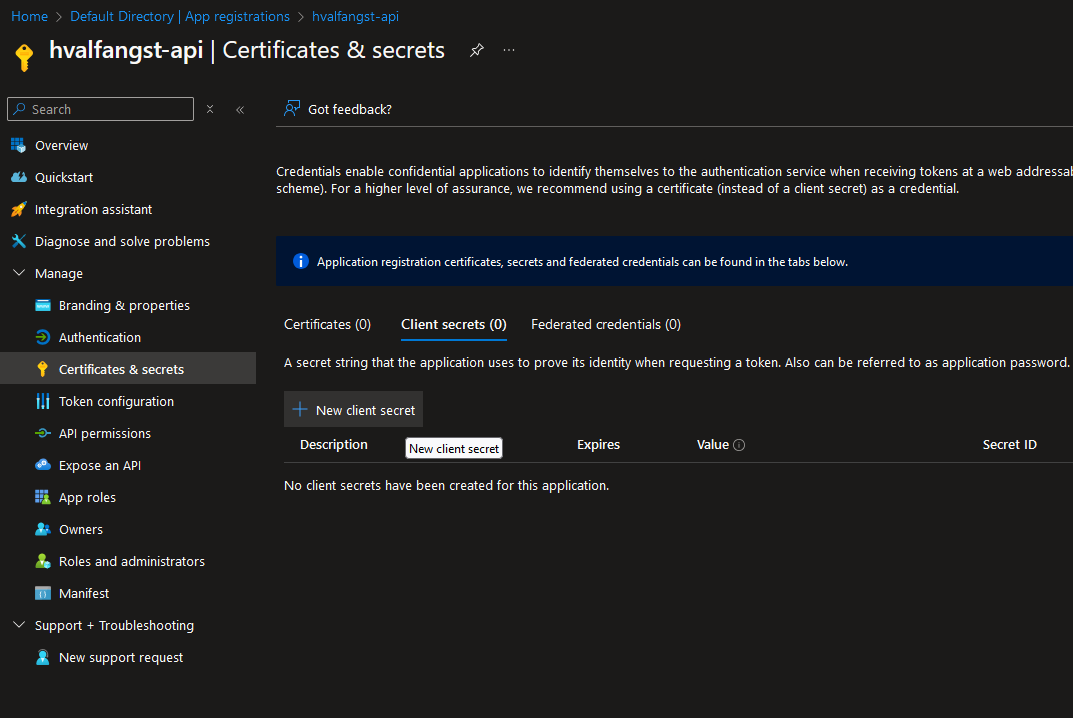 Home > Default Directory | App registrations > hvalfangst-api
hvalfangst-api | Certificates & secrets
Search
Got feedback?
Overview
Quickstart
Integration assistant
Diagnose and solve problems
Manage
Branding & properties
Authentication
Certificates & secrets
Token configuration
API permissions
Expose an API
App roles
Owners
Roles and administrators
Manifest
Support + Troubleshooting
New support request
Credentials enable confidential applications to identify themselves to the authentication service when receiving tokens at a web addressab
scheme). For a higher level of assurance, we recommend using a certificate (instead of a client secret) as a credential.
Application registration certificates, secrets and federated credentials can be found in the tabs below.
Certificates (0) Client secrets (0) Federated credentials (0)
A secret string that the application uses to prove its identity when requesting a token. Also can be referred to as application password.
New client secret
Description Expires Value Secret ID
New client secret
No client secrets have been created for this application.